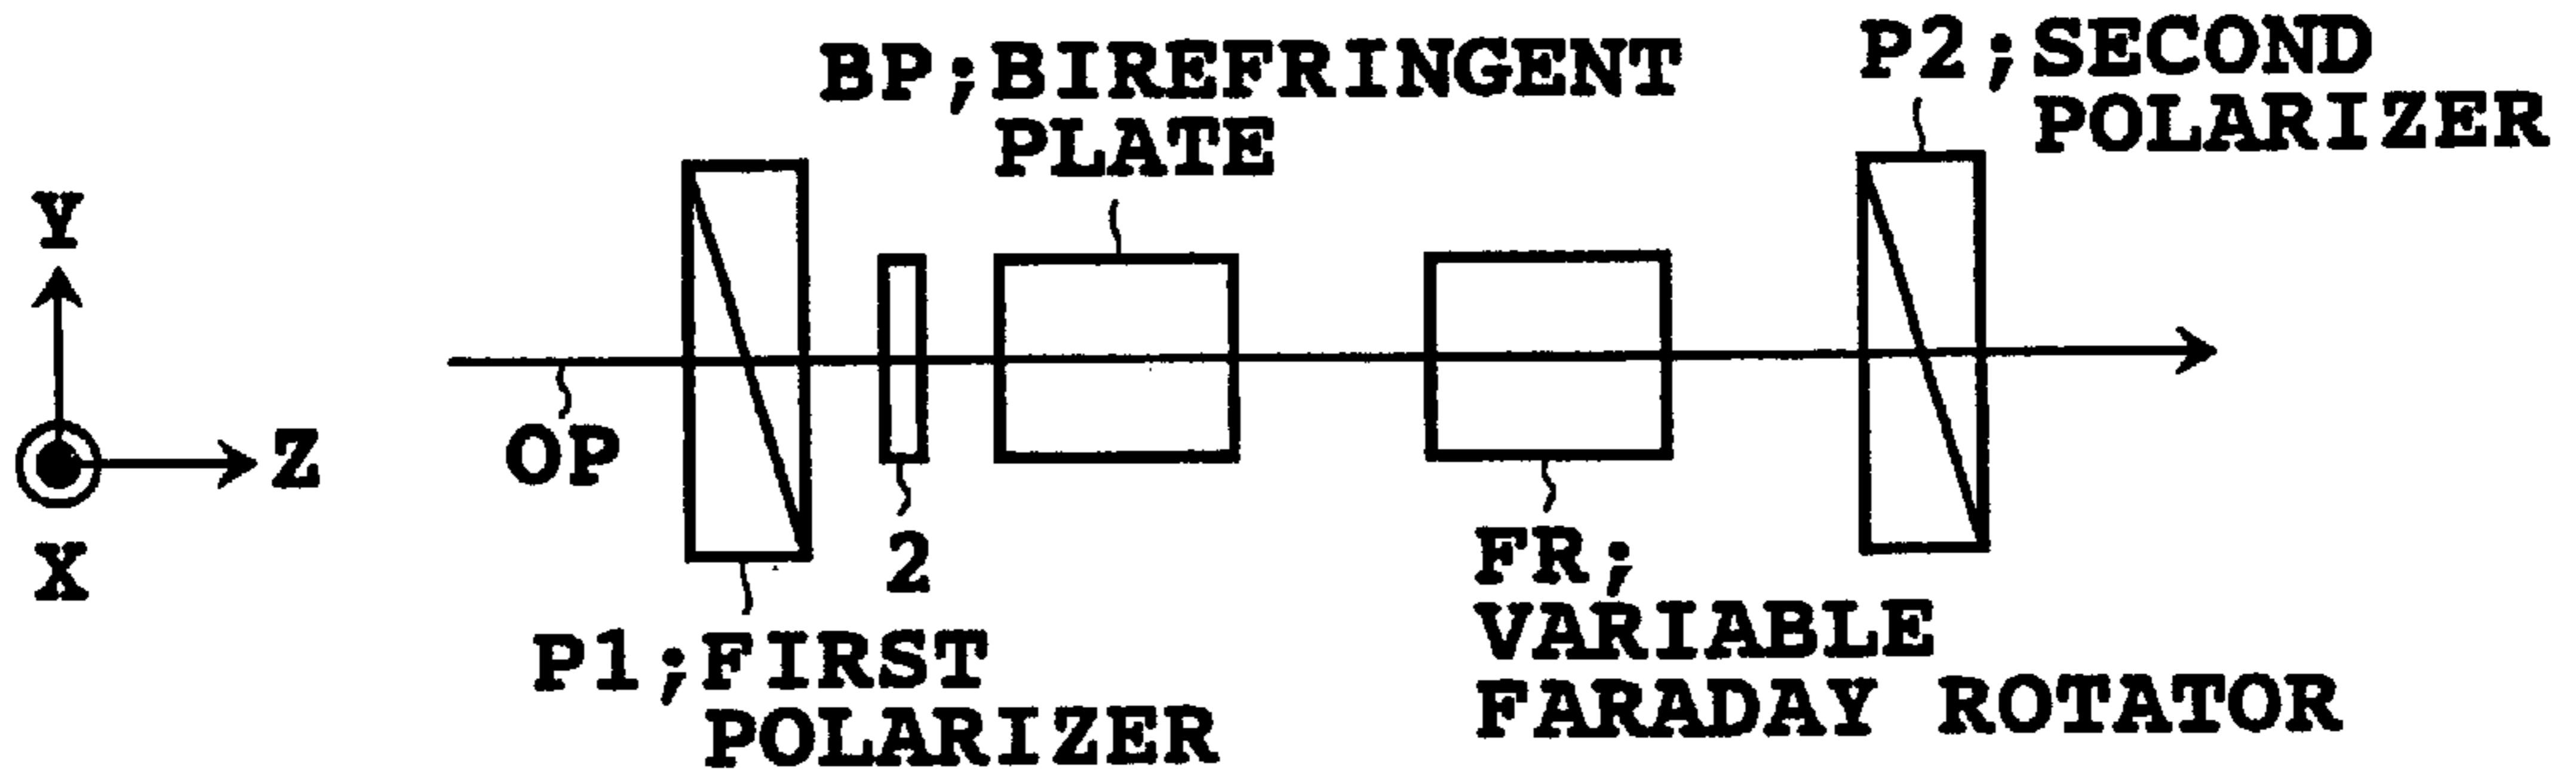 BP;BIREFRINGENT
PLATE
P2;SECOND
POLARIZER
Y
Z
X
OP
2
P1;FIRST
POLARIZER
FR;
VARIABLE
FARADAY ROTATOR